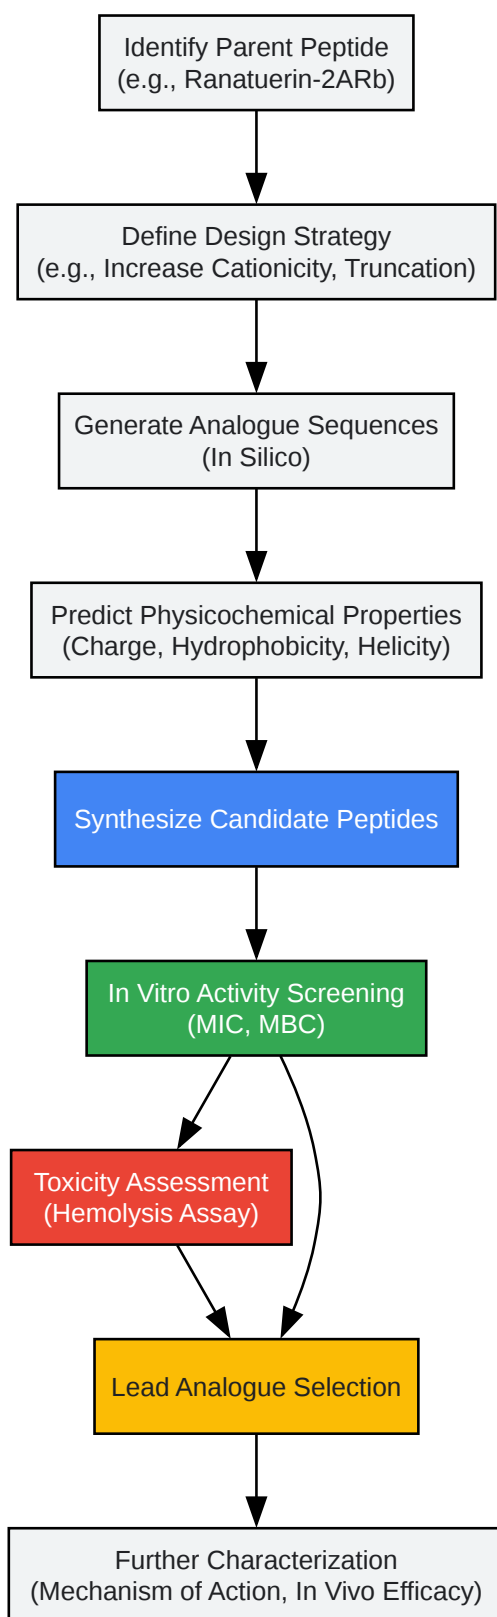 Identify Parent Peptide
(e.g., Ranatuerin-2ARb)
Define Design Strategy
(e.g., Increase Cationicity, Truncation)
Generate Analogue Sequences
(In Silico)
Predict Physicochemical Properties
(Charge, Hydrophobicity, Helicity)
Synthesize Candidate Peptides
In Vitro Activity Screening
(MIC, MBC)
Toxicity Assessment
(Hemolysis Assay)
Lead Analogue Selection
Further Characterization
(Mechanism of Action, In Vivo Efficacy)